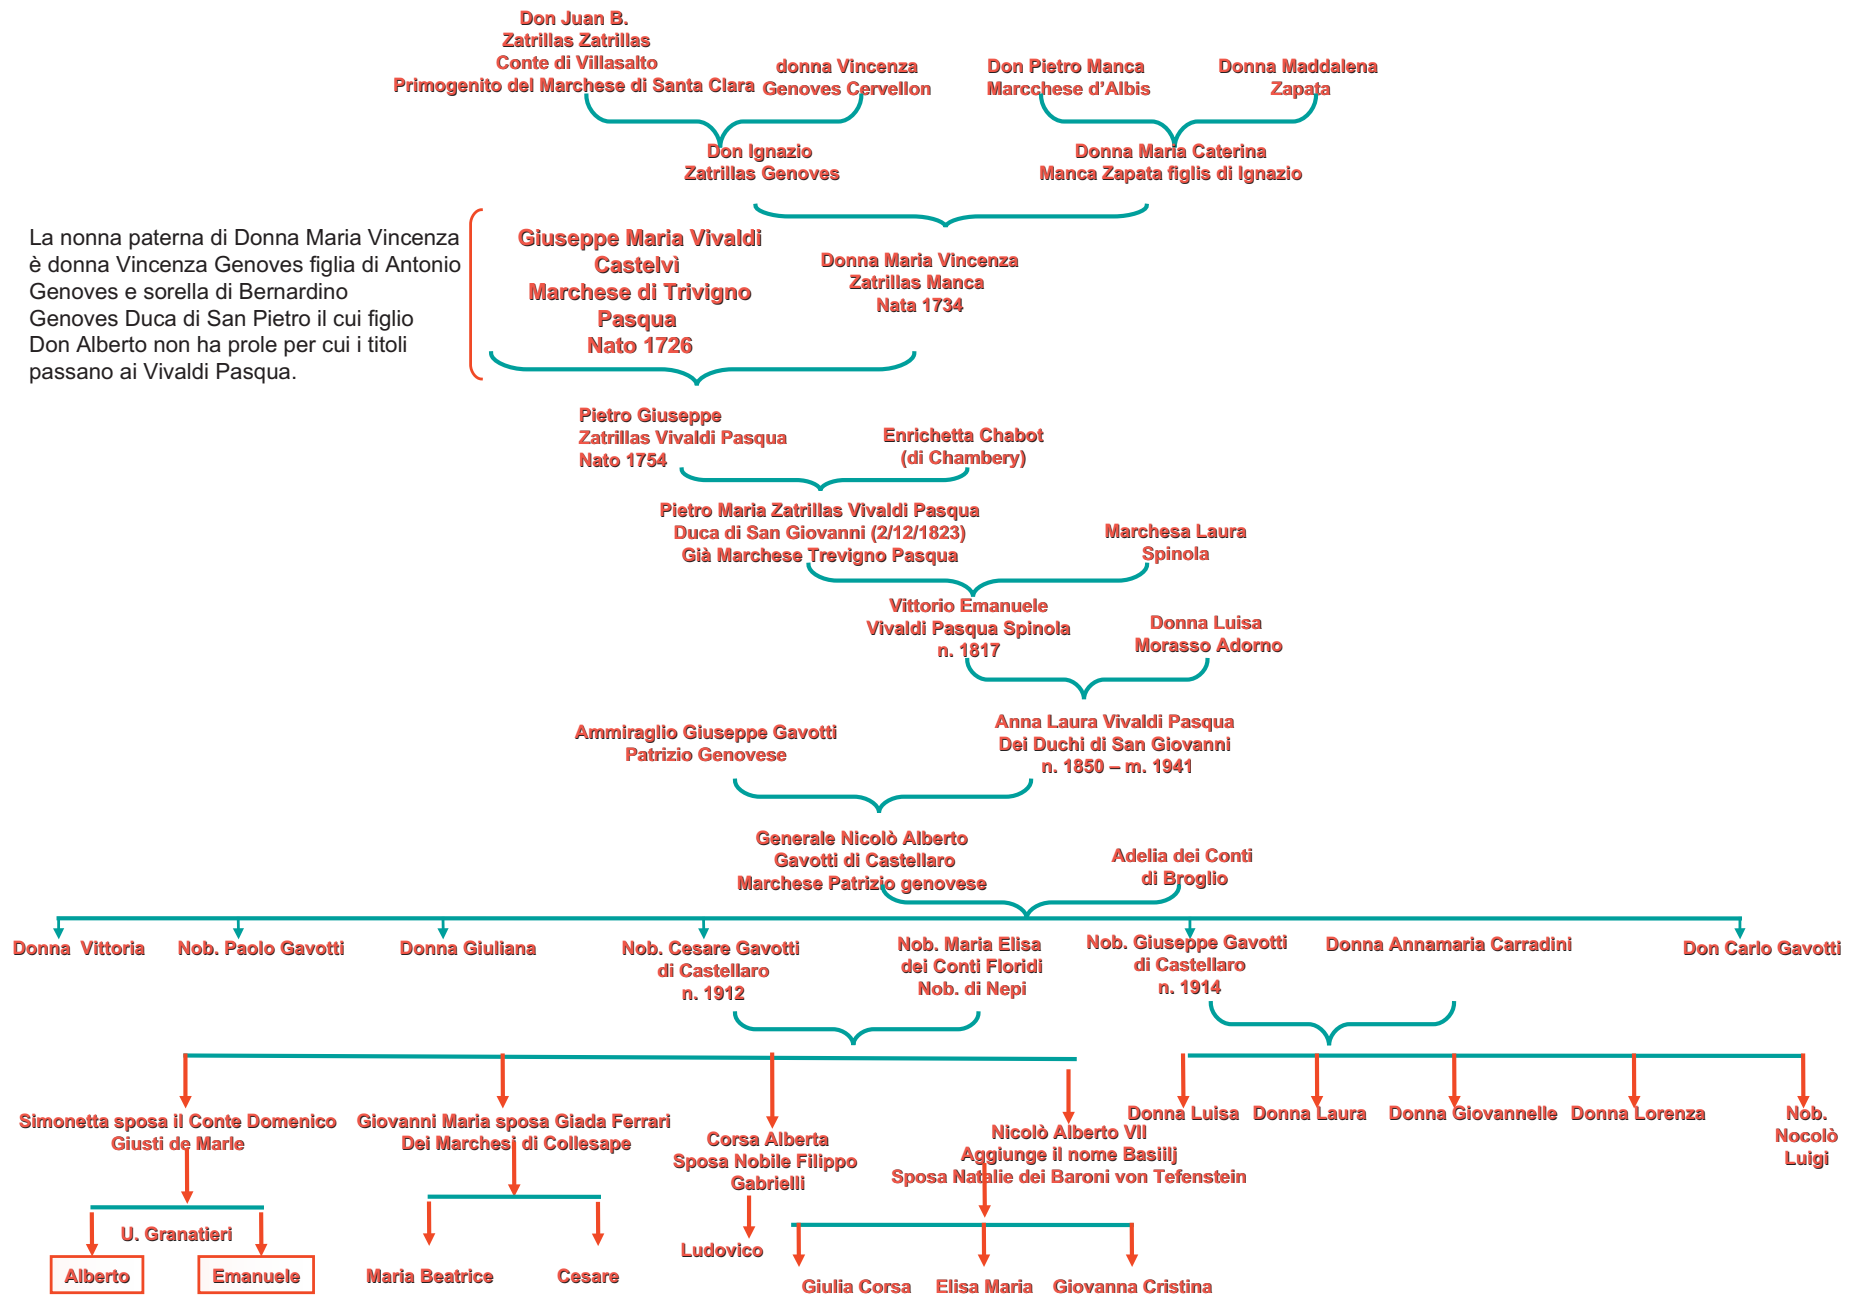 Don Juan B.
Zatrillas Zatrillas
Conte di Villasalto
Primogenito del Marchese di Santa Clara
donna Vincenza
Genoves Cervellon
Don Pietro Manca
Marcchese d'Albis
Donna Maddalena
Zapata
Don Ignazio
Zatrillas Genoves
Donna Maria Caterina
Manca Zapata figlis di Ignazio
La nonna paterna di Donna Maria Vincenza
è donna Vincenza Genoves figlia di Antonio
Genoves e sorella di Bernardino
Genoves Duca di San Pietro il cui figlio
Don Alberto non ha prole per cui i titoli
passano ai Vivaldi Pasqua.
Giuseppe Maria Vivaldi
Castelvì
Marchese di Trivigno
Pasqua
Nato 1726
Donna Maria Vincenza
Zatrillas Manca
Nata 1734
Pietro Giuseppe
Zatrillas Vivaldi Pasqua
Nato 1754
Enrichetta Chabot
(di Chambery)
Pietro Maria Zatrillas Vivaldi Pasqua
Duca di San Giovanni (2/12/1823)
Già Marchese Trevigno Pasqua
Marchesa Laura
Spinola
Vittorio Emanuele
Vivaldi Pasqua Spinola
n. 1817
Donna Luisa
Morasso Adorno
Ammiraglio Giuseppe Gavotti
Patrizio Genovese
Anna Laura Vivaldi Pasqua
Dei Duchi di San Giovanni
n. 1850 – m. 1941
Generale Nicolò Alberto
Gavotti di Castellaro
Marchese Patrizio genovese
Adelia dei Conti
di Broglio
Donna  Vittoria
Nob. Paolo Gavotti
Donna Giuliana
Nob. Cesare Gavotti
di Castellaro
n. 1912
Nob. Maria Elisa
dei Conti Floridi
Nob. di Nepi
Nob. Giuseppe Gavotti
di Castellaro
n. 1914
Donna Annamaria Carradini
Don Carlo Gavotti
Simonetta sposa il Conte Domenico
Giusti de Marle
Giovanni Maria sposa Giada Ferrari
Dei Marchesi di Collesape
Corsa Alberta
Sposa Nobile Filippo
Gabrielli
Nicolò Alberto VII
Aggiunge il nome Basiilj
Sposa Natalie dei Baroni von Tefenstein
Donna Luisa
Donna Laura
Donna Giovannelle
Donna Lorenza
Nob.
Nocolò
Luigi
U. Granatieri
Alberto
Emanuele
Maria Beatrice
Cesare
Ludovico
Giulia Corsa
Elisa Maria
Giovanna Cristina